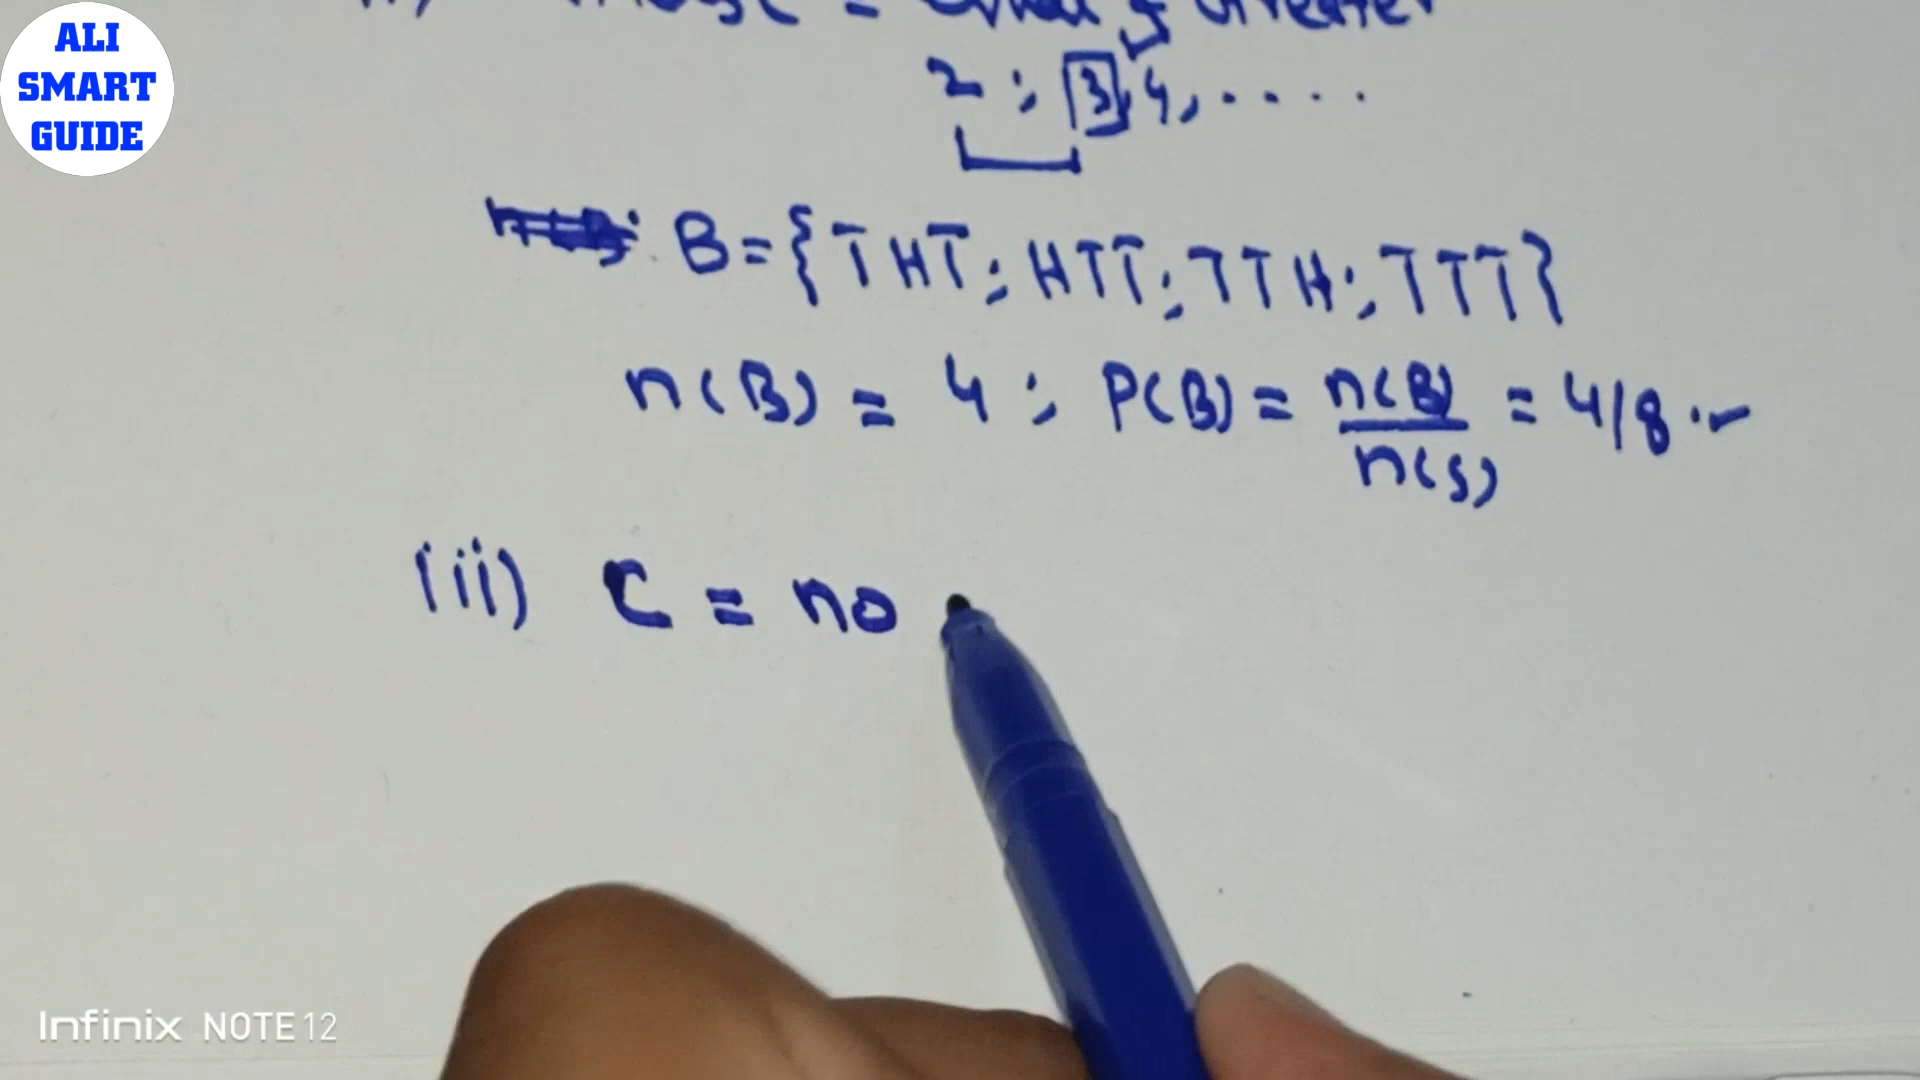 ALI
SMART
GUIDE
2 ; 3, 4, ....
B = {THT; HTT; TTH; TTT}
n(B) = 4 ; P(B) = n(B)/n(S) = 4/8 .
(ii) C = no
Infinix NOTE 12